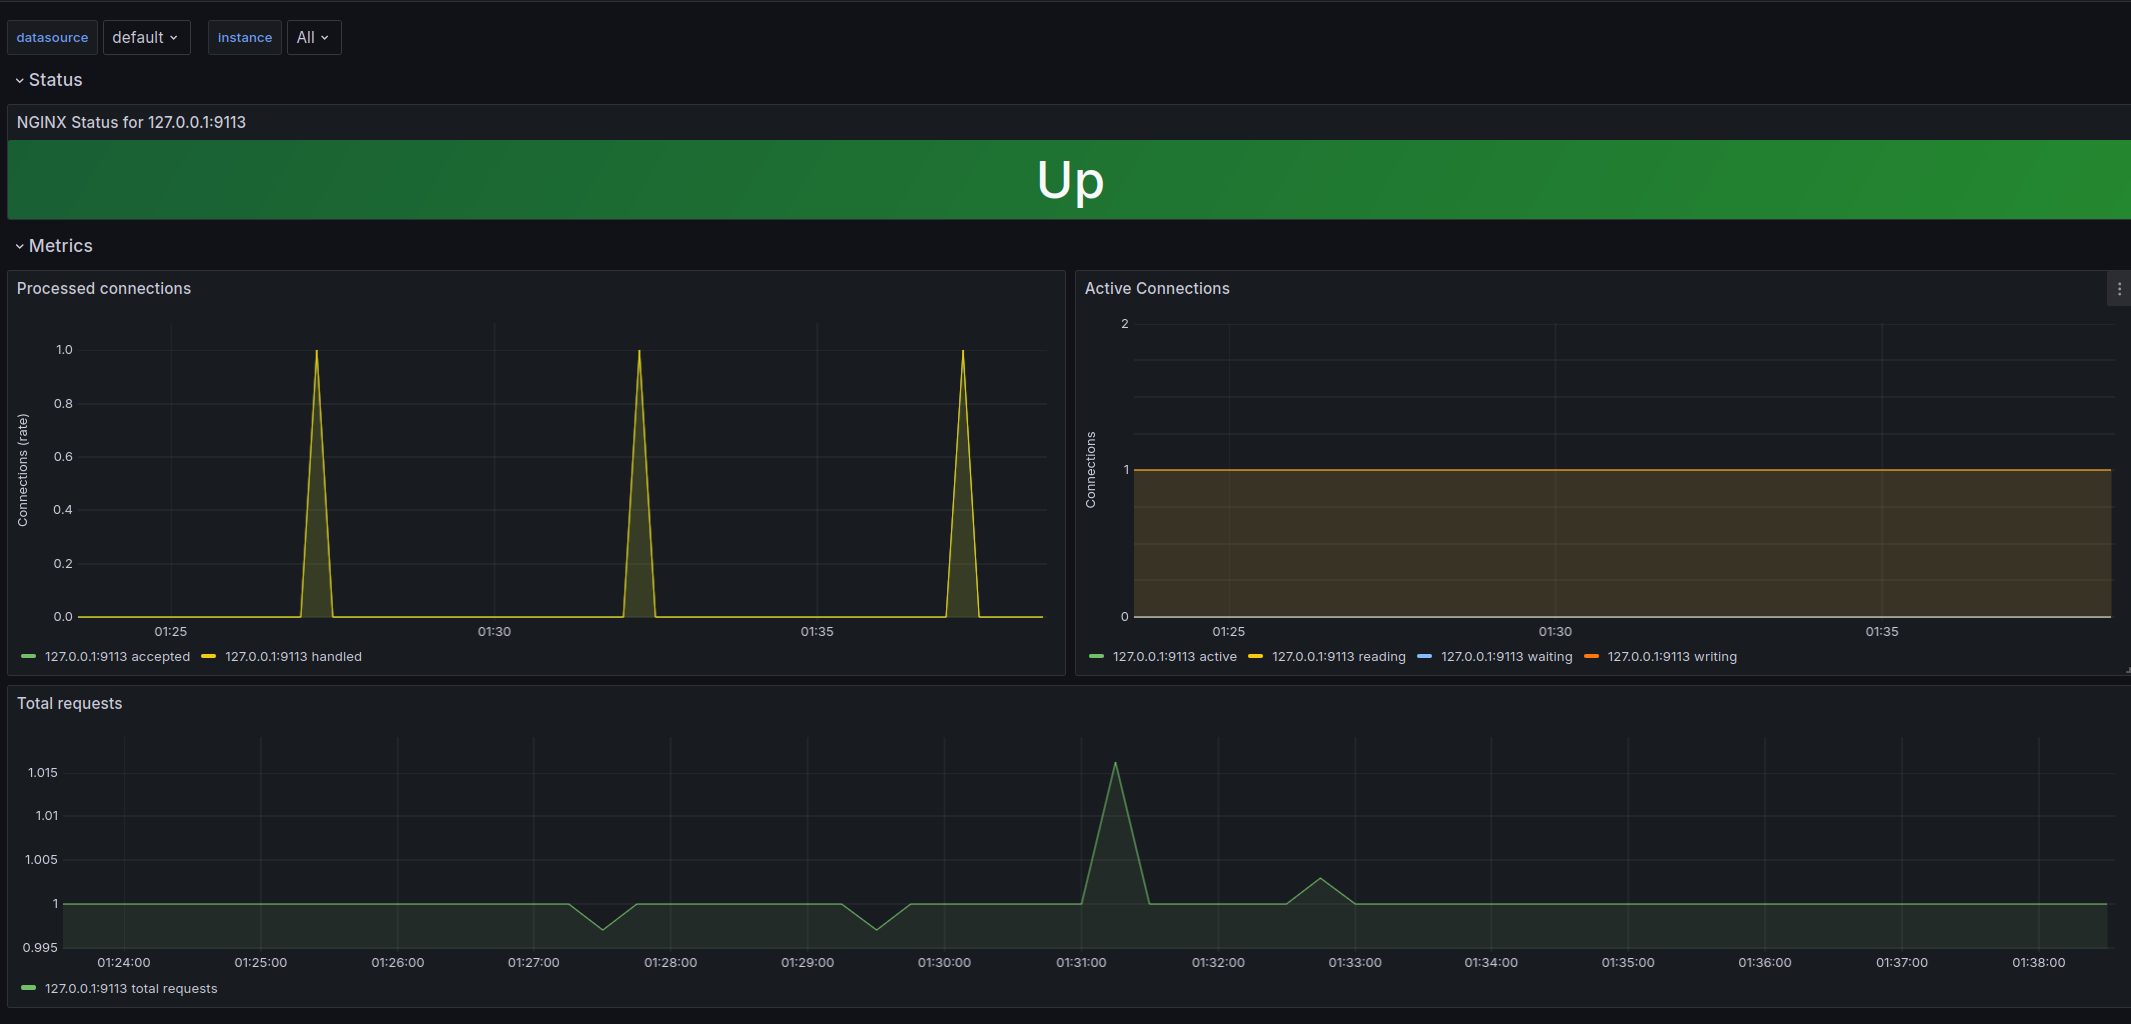 datasource default instance All
Status
NGINX Status for 127.0.0.1:9113
Up
Metrics
Processed connections
Connections (rate)
1.0
0.8
0.6
0.4
0.2
0.0
01:25 01:30 01:35
127.0.0.1:9113 accepted 127.0.0.1:9113 handled
Active Connections
Connections
2
1
0
01:25 01:30 01:35
127.0.0.1:9113 active 127.0.0.1:9113 reading 127.0.0.1:9113 waiting 127.0.0.1:9113 writing
Total requests
1.015
1.01
1.005
1
0.995
01:24:00 01:25:00 01:26:00 01:27:00 01:28:00 01:29:00 01:30:00 01:31:00 01:32:00 01:33:00 01:34:00 01:35:00 01:36:00 01:37:00 01:38:00
127.0.0.1:9113 total requests